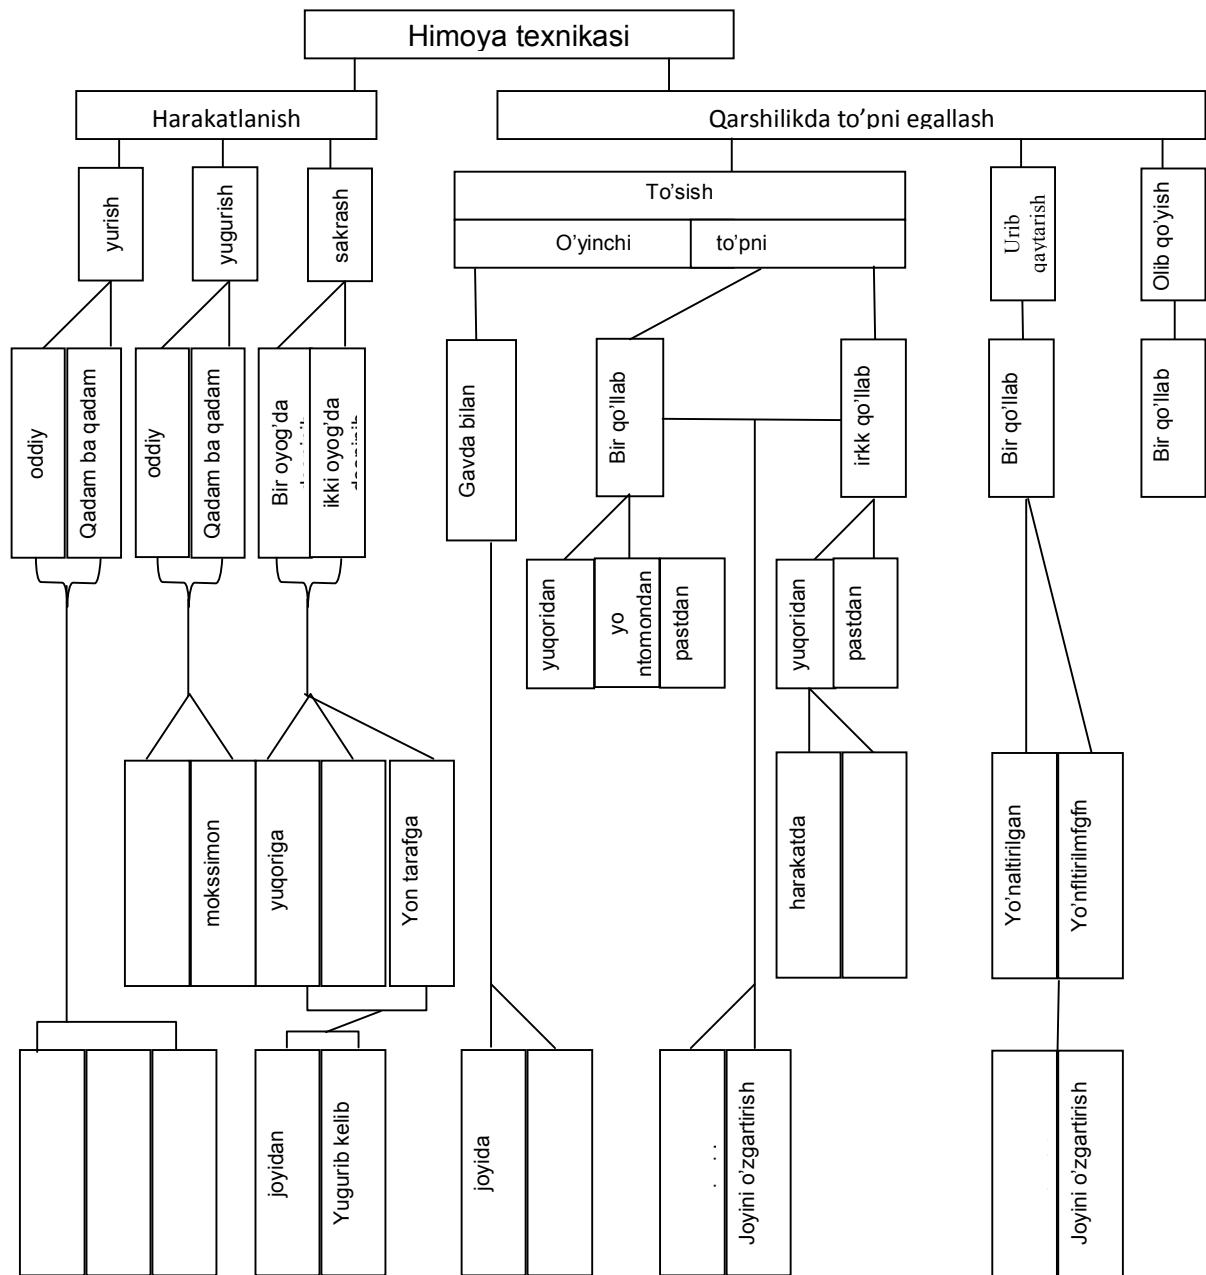 Himoya texnikasi
Harakatlanish
Qarshilikda to'pni egallash
yurish
yugurish
sakrash
To'sish
O'yinchi
to'pni
Urib
qaytarish
Olib qo'yish
oddiy
Qadam ba qadam
oddiy
Qadam ba qadam
Bir oyog'da
ikki oyog'da
Gavda bilan
Bir qo'llab
irkk qo'llab
Bir qo'llab
Bir qo'llab
yuqoridan
yo
ntomondan
pastdan
yuqoridan
pastdan
mokssimon
yuqoriga
Yon tarafga
harakatda
Yo'naltirilgan
Yo'nfltirilmfgfn
joyidan
Yugurib kelib
joyida
Joyini o'zgartirish
Joyini o'zgartirish